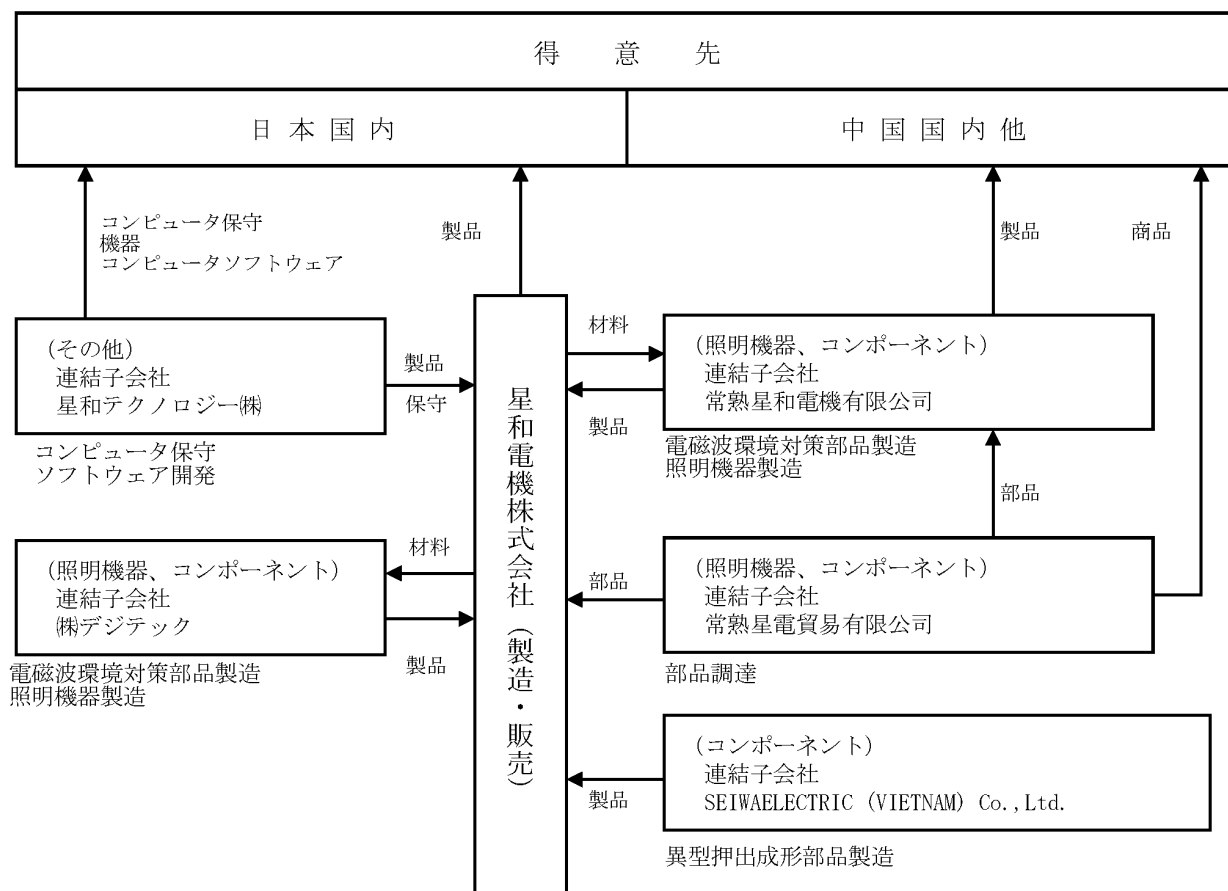 得意先
日本国内
中国国内他
コンピュータ保守
機器
コンピュータソフトウェア
製品
製品
商品
(その他)
連結子会社
星和テクノロジー㈱
コンピュータ保守
ソフトウェア開発
製品
保守
(照明機器、コンポーネント)
連結子会社
㈱デジテック
電磁波環境対策部品製造
照明機器製造
材料
製品
星和電機株式会社(製造・販売)
材料
製品
(照明機器、コンポーネント)
連結子会社
常熟星和電機有限公司
電磁波環境対策部品製造
照明機器製造
部品
部品
(照明機器、コンポーネント)
連結子会社
常熟星電貿易有限公司
部品調達
製品
(コンポーネント)
連結子会社
SEIWAELECTRIC (VIETNAM) Co.,Ltd.
異型押出成形部品製造